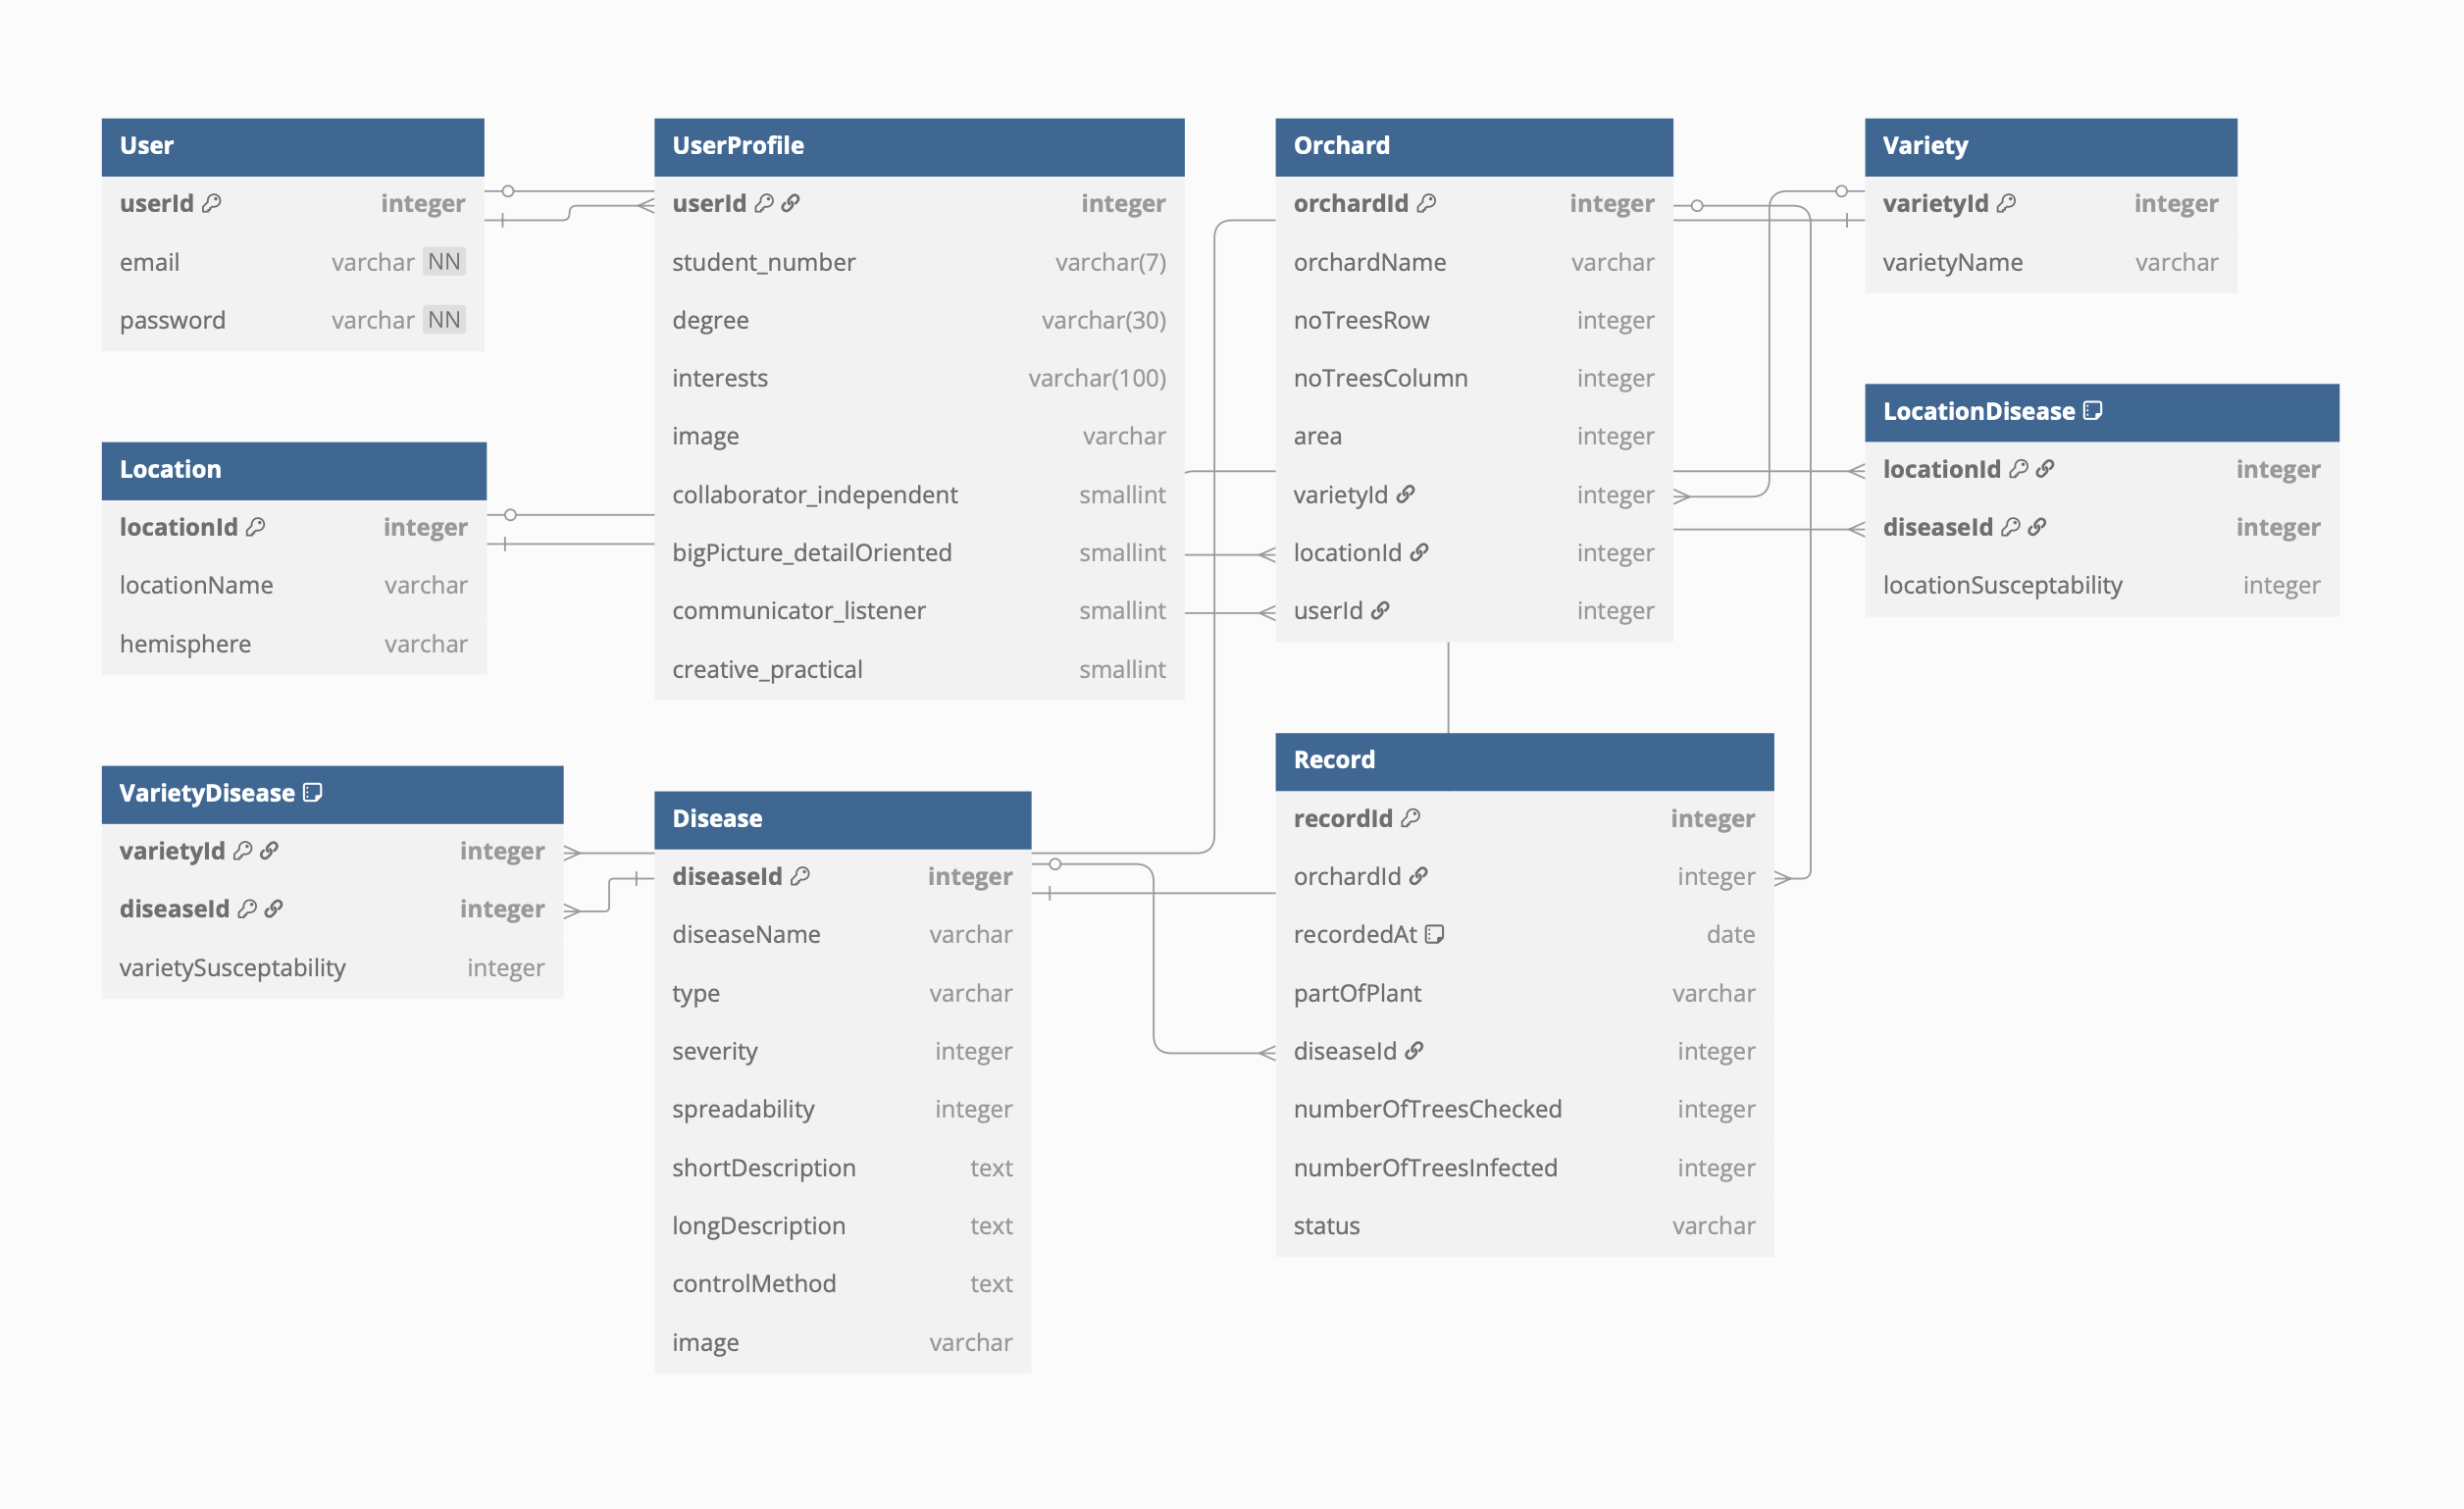 User
userId integer
email varchar NN
password varchar NN
UserProfile
userId integer
student_number varchar(7)
degree varchar(30)
interests varchar(100)
image varchar
collaborator_independent smallint
bigPicture_detailOriented smallint
communicator_listener smallint
creative_practical smallint
Orchard
orchardId integer
orchardName varchar
noTreesRow integer
noTreesColumn integer
area integer
varietyId integer
locationId integer
userId integer
Variety
varietyId integer
varietyName varchar
LocationDisease
locationId integer
diseaseId integer
locationSusceptability integer
Location
locationId integer
locationName varchar
hemisphere varchar
VarietyDisease
varietyId integer
diseaseId integer
varietySusceptability integer
Disease
diseaseId integer
diseaseName varchar
type varchar
severity integer
spreadability integer
shortDescription text
longDescription text
controlMethod text
image varchar
Record
recordId integer
orchardId integer
recordedAt date
partOfPlant varchar
diseaseId integer
numberOfTreesChecked integer
numberOfTreesInfected integer
status varchar